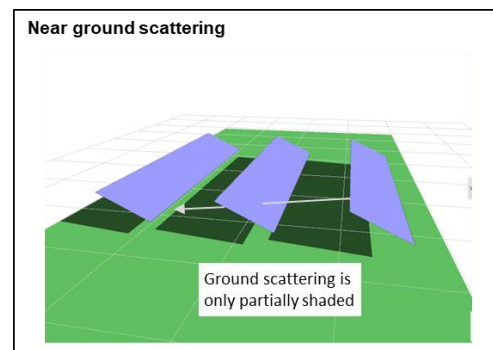 Near ground scattering
Ground scattering is
only partially shaded